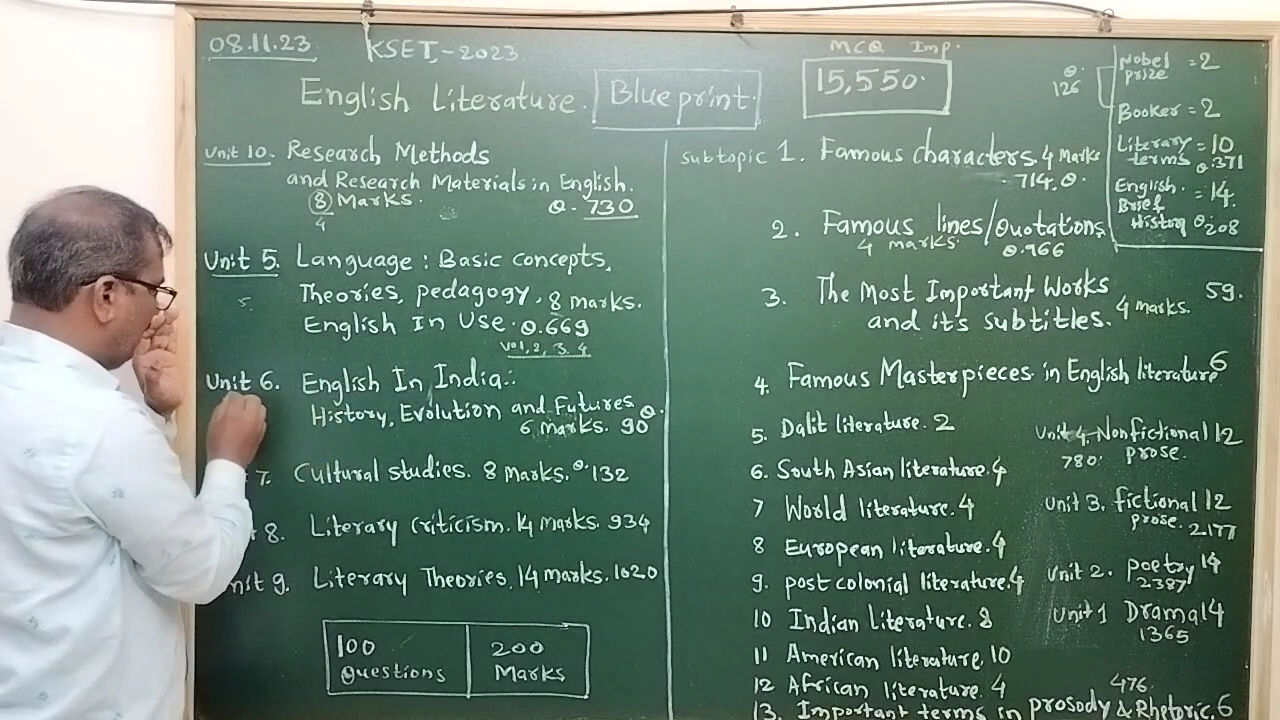 08.11.23
KSET-2023
English Literature. Blue print.
MCQ Imp.
15,550.
Unit 10. Research Methods
and Research Materials in English.
8 Marks.
4
Q. 730
Unit 5. Language : Basic concepts,
Theories, pedagogy. 8 marks.
5.
English In Use. Q.669
Vol, 2, 3, 4
Unit 6. English In India:
History, Evolution and Futures
6 marks. 90 Q.
7. Cultural studies. 8 Marks. Q. 132
8. Literary criticism. 14 Marks. 934
Unit 9. Literary Theories. 14 marks. 1020
100 Questions
200 Marks
subtopic 1. Famous characters. 4 Marks
714. Q.
2. Famous lines/Quotations
4 marks. Q.966
3. The Most Important Works
and its subtitles. 4 marks. 59.
4. Famous Masterpieces in English literature 6
5. Dalit literature. 2
6. South Asian literature. 4
7 World literature. 4
8 European literature. 4
9. post colonial literature. 4
10 Indian Literature. 8
11 American literature. 10
12 African literature. 4
476.
13. Important terms in prosody & Rhetoric. 6
Q.
126
Nobel prize = 2
Booker = 2
Literary terms = 10
Q.371
English Brief History = 14.
Q.208
Unit 4. Nonfictional 12
780. prose.
Unit 3. fictional 12
prose. 2177
Unit 2. poetry 14
2387
Unit 1 Drama 14
1365